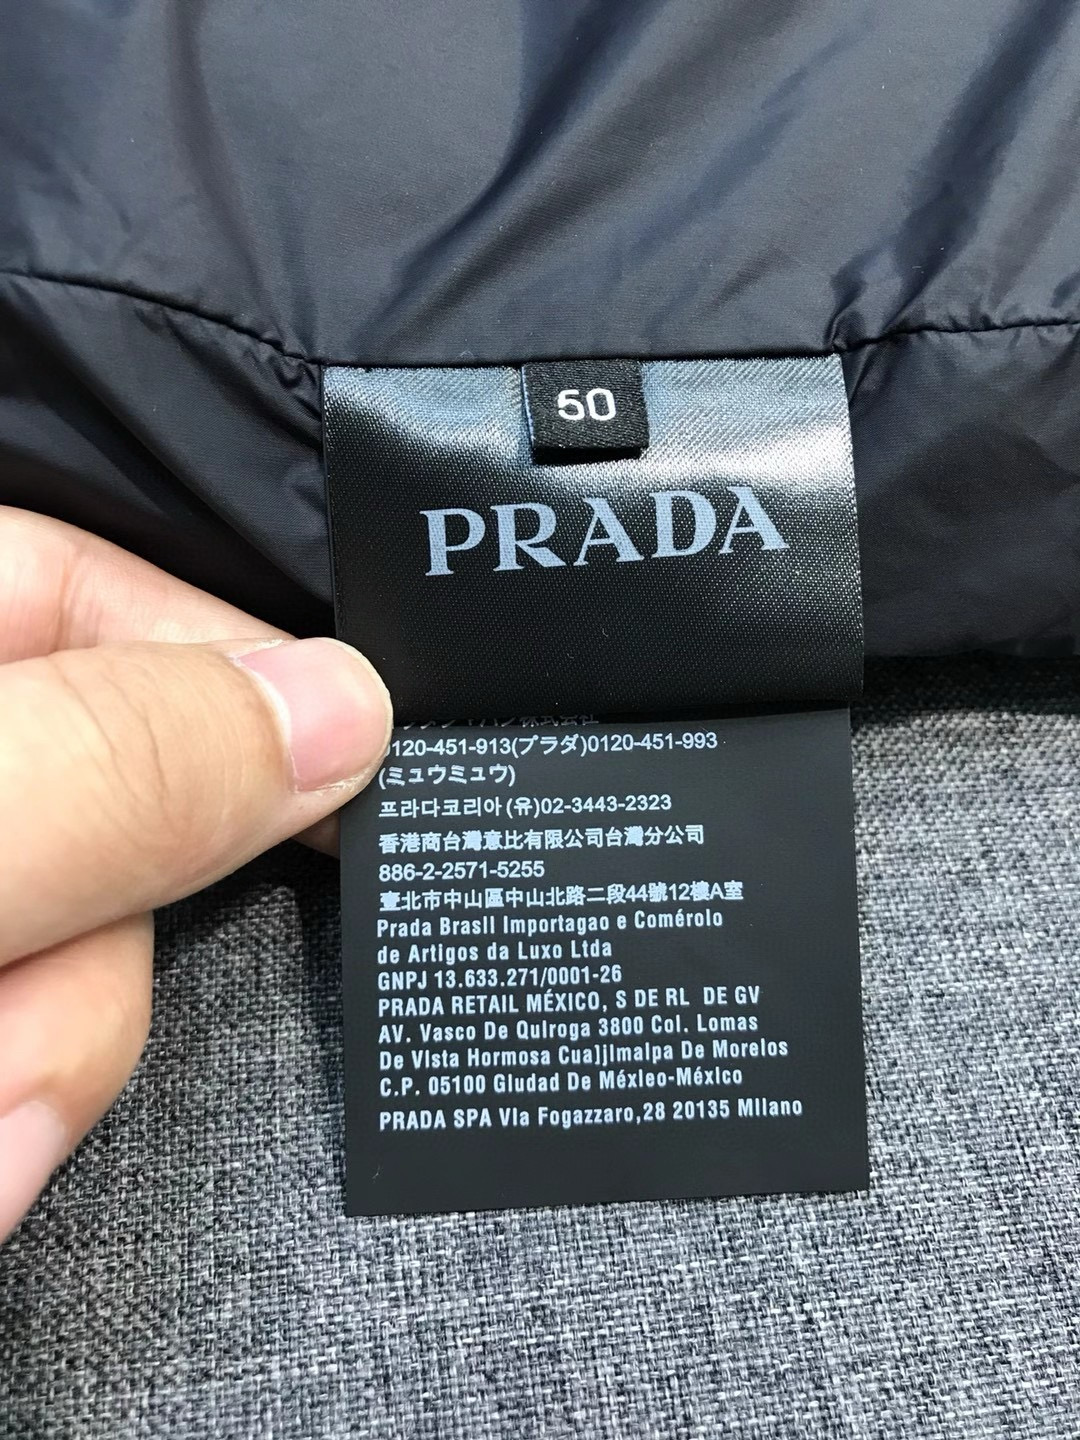 50
PRADA
0120-451-913(プラダ)0120-451-993
(ミュウミュウ)
프라다코리아(유)02-3443-2323
香港商台灣意比有限公司台灣分公司
886-2-2571-5255
臺北市中山區中山北路二段44號12樓A室
Prada Brasll Importagao e Comérolo
de Artigos da Luxo Ltda
GNPJ 13.633.271/0001-26
PRADA RETAIL MÉXICO, S DE RL DE GV
AV. Vasco De Qulroga 3800 Col. Lomas
De Vlsta Hormosa Cua]jlmalpa De Morelos
C.P. 05100 Gludad De Méxleo-México
PRADA SPA Vla Fogazzaro,28 20135 Mllano